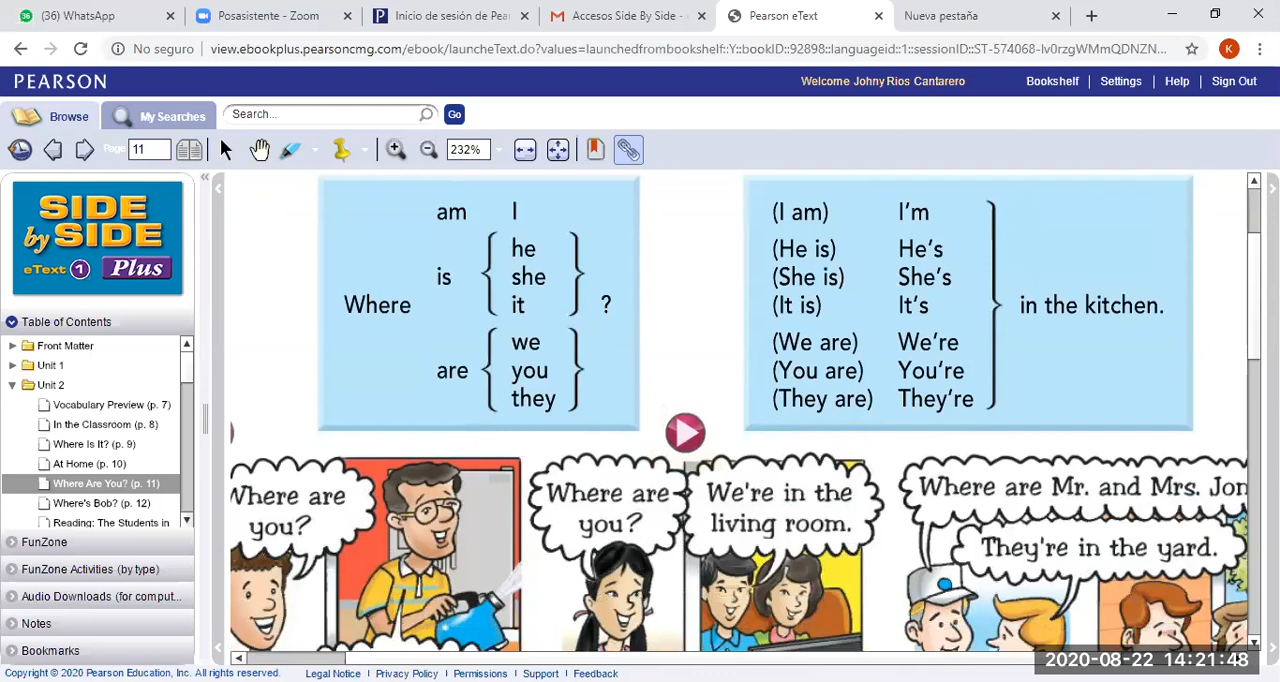 (36) WhatsApp
Posasistente - Zoom
Inicio de sesión de Pear
Accesos Side By Side -
Pearson eText
Nueva pestaña
No seguro
view.ebookplus.pearsoncmg.com/ebook/launcheText.do?values=launchedfrombookshelf::Y::bookID::92898::languageid::1::sessionID::ST-574068-lv0rzgWMmQDNZN...
K
PEARSON
Welcome Johny Rios Cantarero
Bookshelf | Settings | Help | Sign Out
Browse
My Searches
Search...
Go
Page 11
232%
SIDE
by SIDE
eText 1 Plus
Table of Contents
Front Matter
Unit 1
Unit 2
Vocabulary Preview (p. 7)
In the Classroom (p. 8)
Where Is It? (p. 9)
At Home (p. 10)
Where Are You? (p. 11)
Where's Bob? (p. 12)
Reading: The Students in
FunZone
FunZone Activities (by type)
Audio Downloads (for comput...
Notes
Bookmarks
am I
he
is she
it
Where ?
we
are you
they
(I am) I'm
(He is) He's
(She is) She's
(It is) It's
in the kitchen.
(We are) We're
(You are) You're
(They are) They're
Where are
you?
Where are
you?
We're in the
living room.
Where are Mr. and Mrs. Jon
They're in the yard.
Copyright © 2020 Pearson Education, Inc. All rights reserved.
Legal Notice | Privacy Policy | Permissions | Support | Feedback
2020-08-22 14:21:48